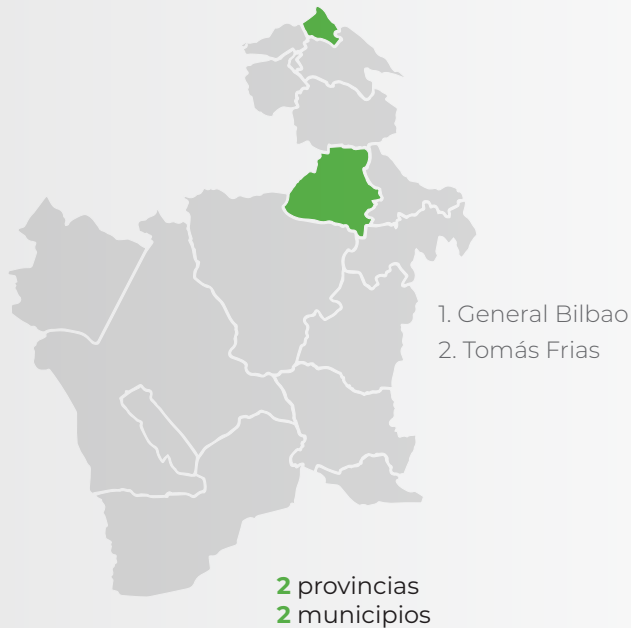 1. General Bilbao
2. Tomás Frias
2 provincias
2 municipios